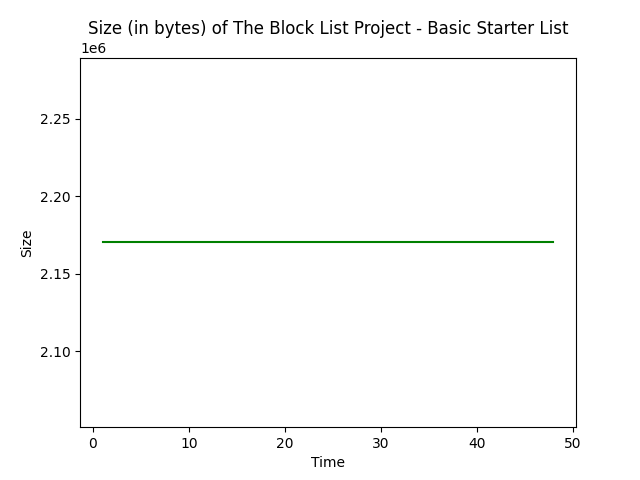 Size (in bytes) of The Block List Project - Basic Starter List
1e6
2.25
2.20
2.15
2.10
Size
0 10 20 30 40 50
Time